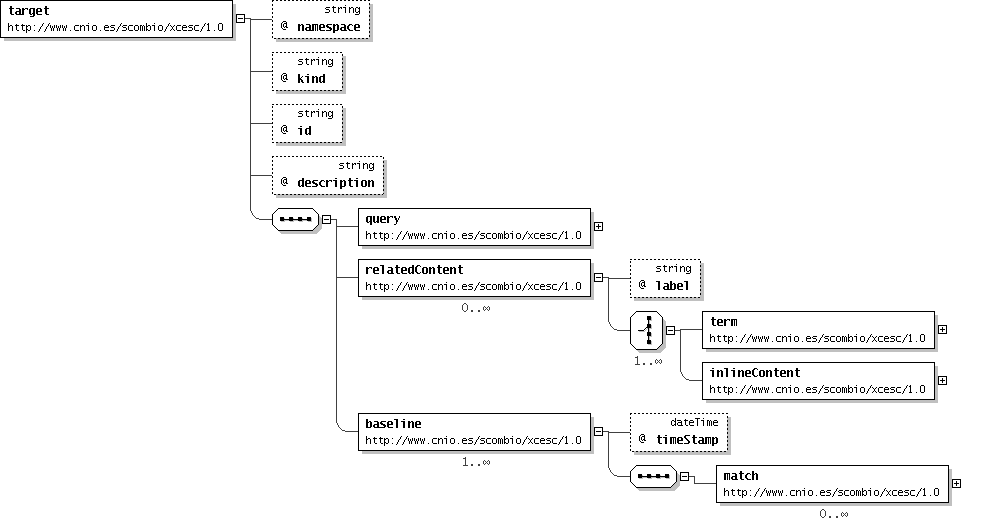 target
http://www.cnio.es/scombio/xcesc/1.0
string
@ namespace
string
@ kind
string
@ id
string
@ description
query
http://www.cnio.es/scombio/xcesc/1.0
relatedContent
http://www.cnio.es/scombio/xcesc/1.0
0..∞
string
@ label
1..∞
term
http://www.cnio.es/scombio/xcesc/1.0
inlineContent
http://www.cnio.es/scombio/xcesc/1.0
baseline
http://www.cnio.es/scombio/xcesc/1.0
1..∞
dateTime
@ timeStamp
match
http://www.cnio.es/scombio/xcesc/1.0
0..∞